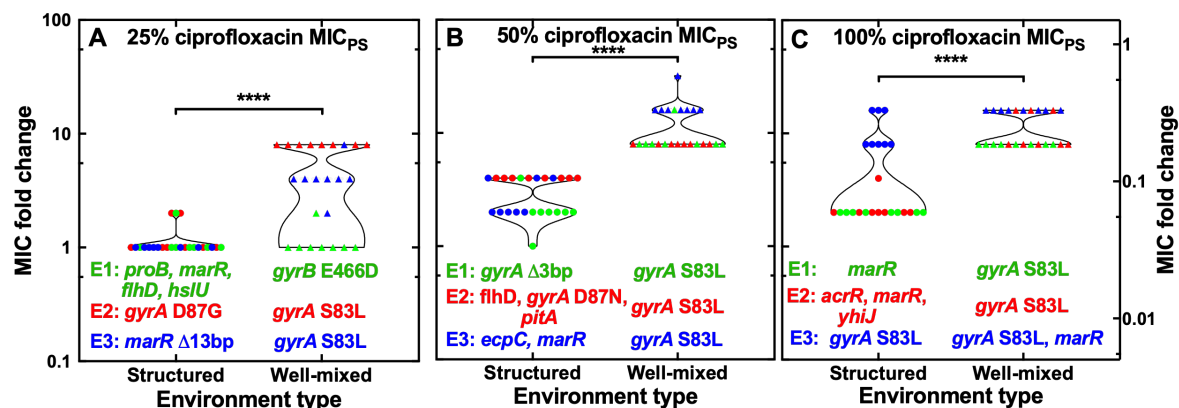 A 25% ciprofloxacin MICPS
B 50% ciprofloxacin MICPS
C 100% ciprofloxacin MICPS
MIC fold change
100
10
1
0.1
****
E1: proB, marR,
flhD, hslU
gyrB E466D
E2: gyrA D87G
gyrA S83L
E3: marR Δ13bp
gyrA S83L
Structured
Well-mixed
Environment type
****
E1: gyrA Δ3bp
gyrA S83L
E2: flhD, gyrA D87N,
pitA
gyrA S83L
E3: ecpC, marR
gyrA S83L
Structured
Well-mixed
Environment type
****
E1: marR
gyrA S83L
E2: acrR, marR,
yhiJ
gyrA S83L
E3: gyrA S83L
gyrA S83L, marR
Structured
Well-mixed
Environment type
1
0.1
0.01
MIC fold change